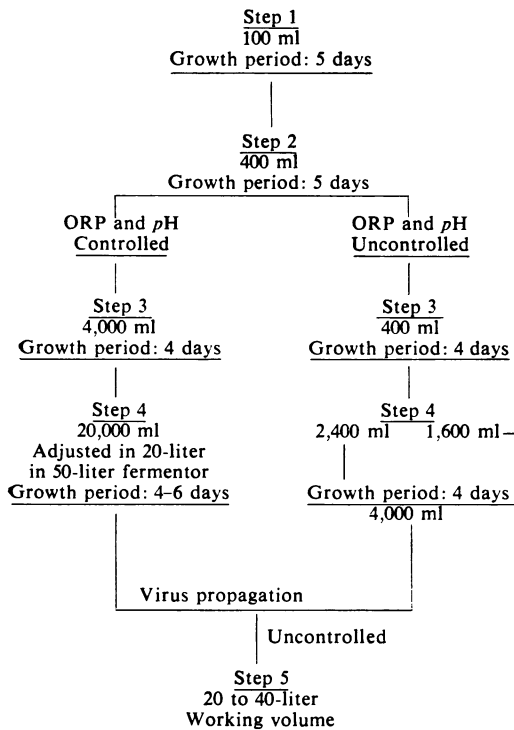 Step 1
100 ml
Growth period: 5 days
Step 2
400 ml
Growth period: 5 days
ORP and pH
Controlled
Step 3
4,000 ml
Growth period: 4 days
Step 4
20,000 ml
Adjusted in 20-liter
in 50-liter fermentor
Growth period: 4–6 days
ORP and pH
Uncontrolled
Step 3
400 ml
Growth period: 4 days
Step 4
2,400 ml 1,600 ml
Growth period: 4 days
4,000 ml
Virus propagation
Uncontrolled
Step 5
20 to 40-liter
Working volume